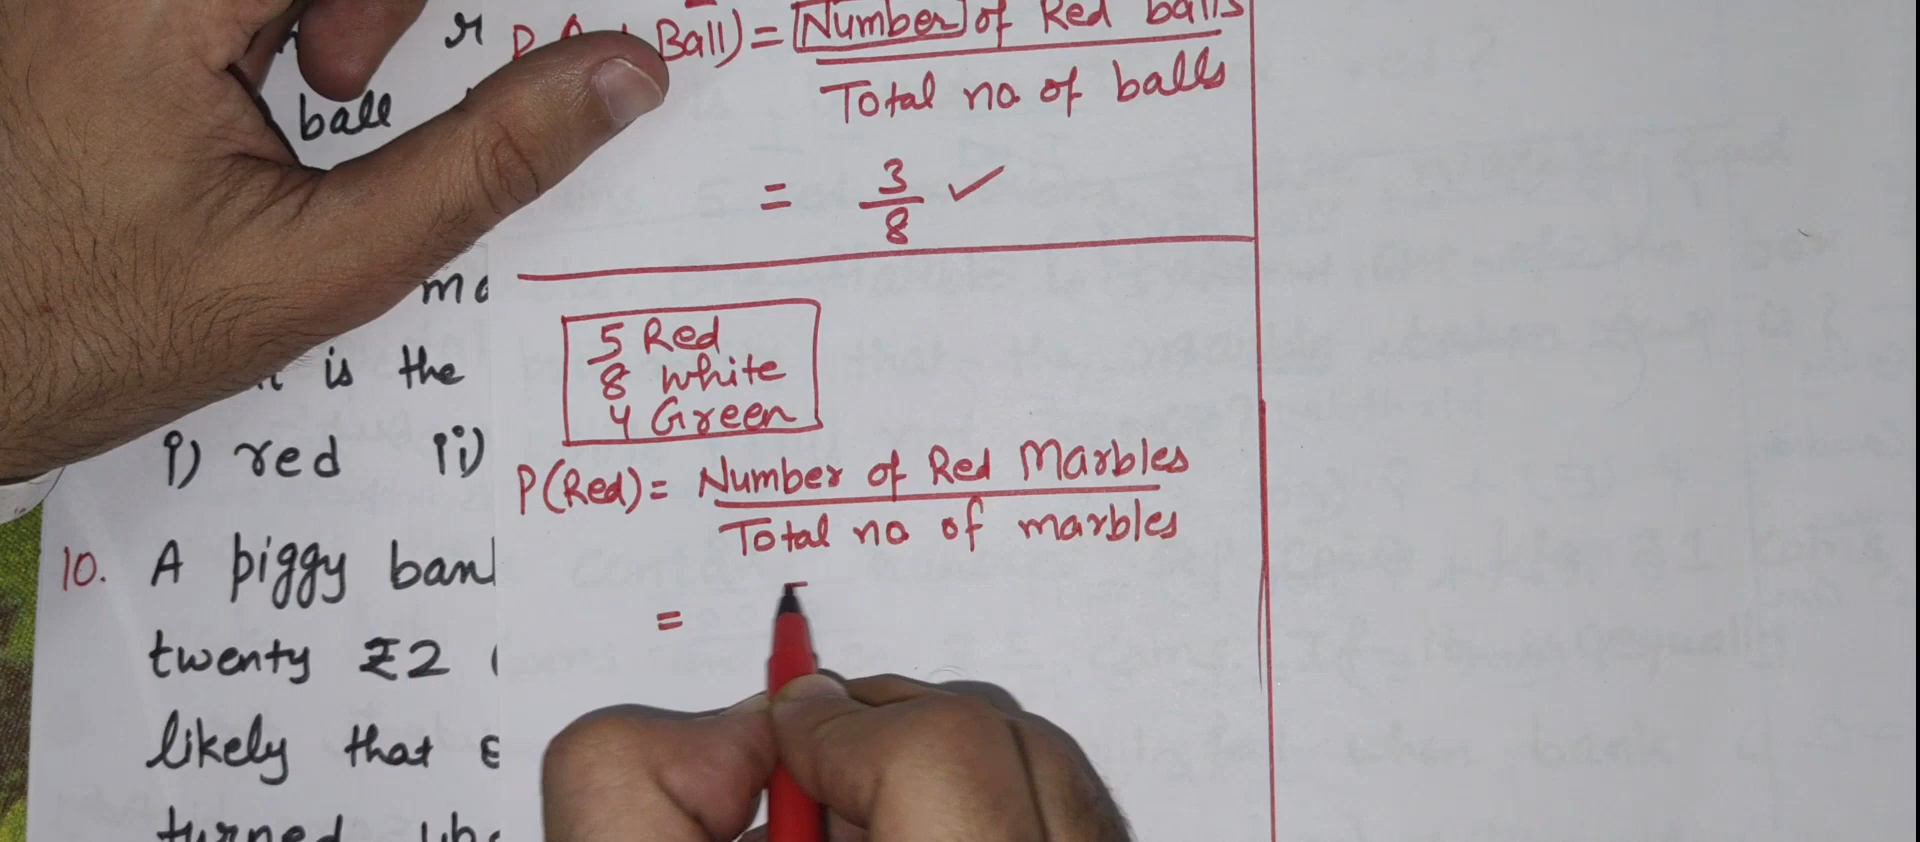 Ball) = Number of Red balls
Total no of balls
ball
= 3
8 ✓
5 Red
8 White
4 Green
is the
i) red ii)
P(Red) = Number of Red Marbles
Total no of marbles
=
10. A piggy
twenty ₹2
likely that